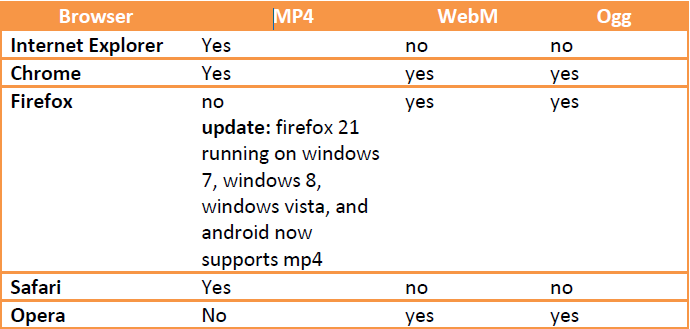 Browser MP4 WebM Ogg
Internet Explorer Yes no no
Chrome Yes yes yes
Firefox no yes yes
update: firefox 21
running on windows
7, windows 8,
windows vista, and
android now
supports mp4
Safari Yes no no
Opera No yes yes